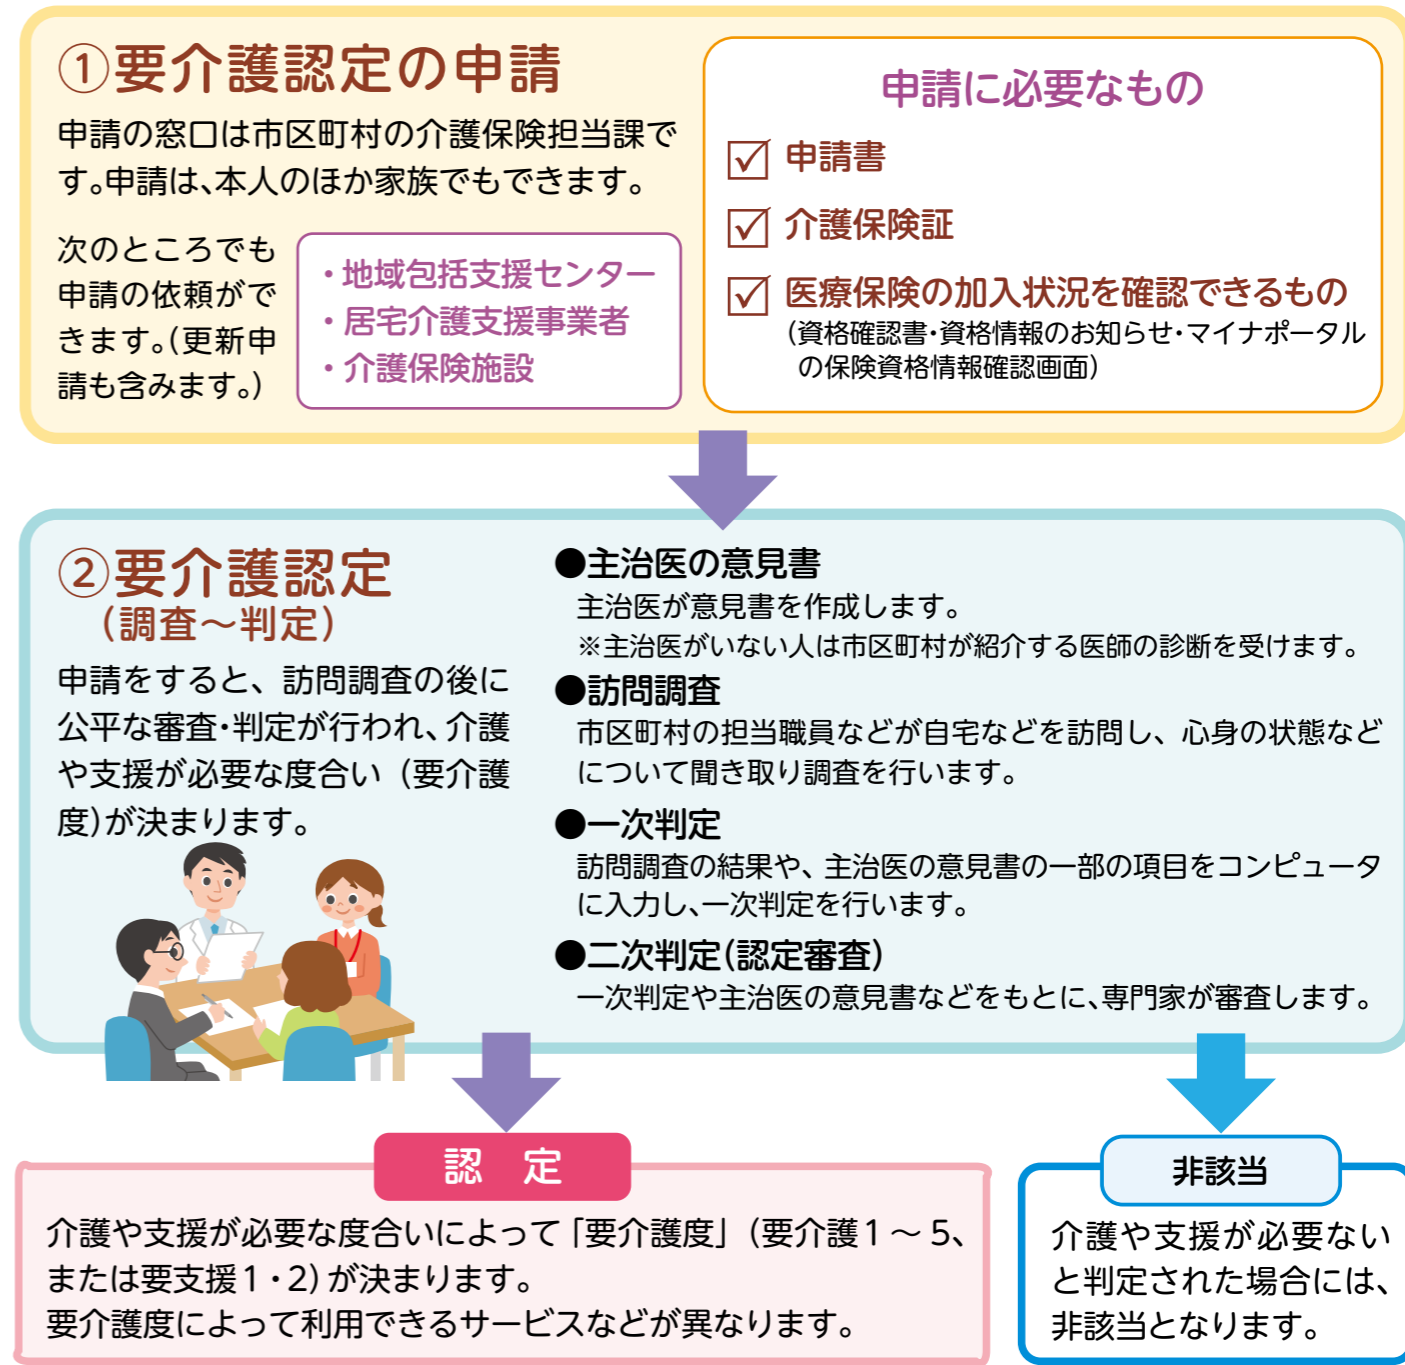 ①要介護認定の申請
申請の窓口は市区町村の介護保険担当課で
す。申請は、本人のほか家族でもできます。
次のところでも
申請の依頼がで
きます。(更新申
請も含みます。)
・地域包括支援センター
・居宅介護支援事業者
・介護保険施設
申請に必要なもの
☑ 申請書
☑ 介護保険証
☑ 医療保険の加入状況を確認できるもの
(資格確認書・資格情報のお知らせ・マイナポータル
の保険資格情報確認画面)
②要介護認定
(調査〜判定)
申請をすると、訪問調査の後に
公平な審査・判定が行われ、介護
や支援が必要な度合い(要介護
度)が決まります。
●主治医の意見書
主治医が意見書を作成します。
※主治医がいない人は市区町村が紹介する医師の診断を受けます。
●訪問調査
市区町村の担当職員などが自宅などを訪問し、心身の状態など
について聞き取り調査を行います。
●一次判定
訪問調査の結果や、主治医の意見書の一部の項目をコンピュータ
に入力し、一次判定を行います。
●二次判定(認定審査)
一次判定や主治医の意見書などをもとに、専門家が審査します。
認 定
介護や支援が必要な度合いによって「要介護度」(要介護1〜5、
または要支援1・2)が決まります。
要介護度によって利用できるサービスなどが異なります。
非該当
介護や支援が必要ない
と判定された場合には、
非該当となります。